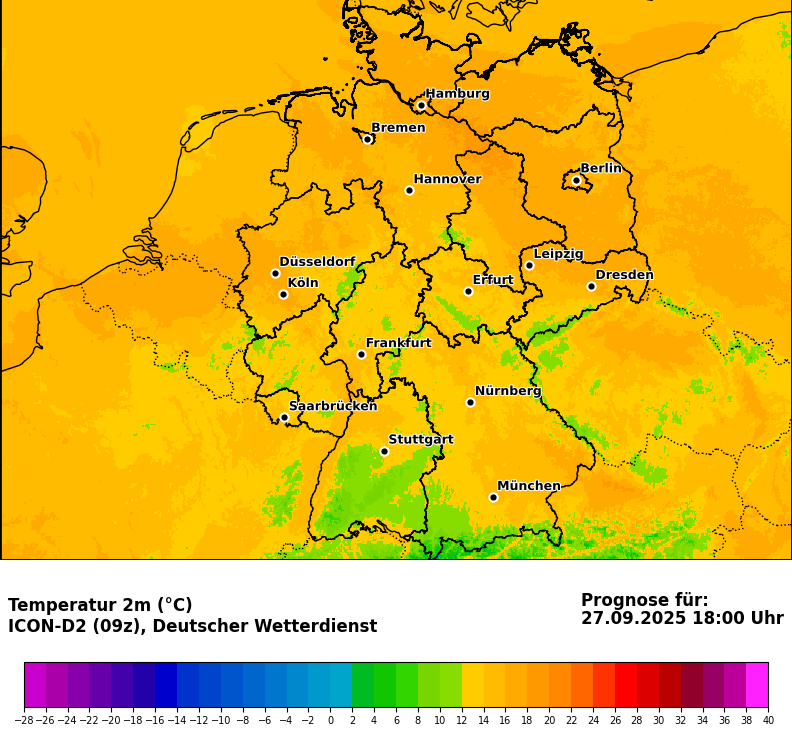 Hamburg
Bremen
Berlin
Hannover
Leipzig
Düsseldorf
Dresden
Köln
Erfurt
Frankfurt
Nürnberg
Saarbrücken
Stuttgart
München
Temperatur 2m (°C)
ICON-D2 (09z), Deutscher Wetterdienst
Prognose für:
27.09.2025 18:00 Uhr
−28 −26 −24 −22 −20 −18 −16 −14 −12 −10 −8 −6 −4 −2 0 2 4 6 8 10 12 14 16 18 20 22 24 26 28 30 32 34 36 38 40